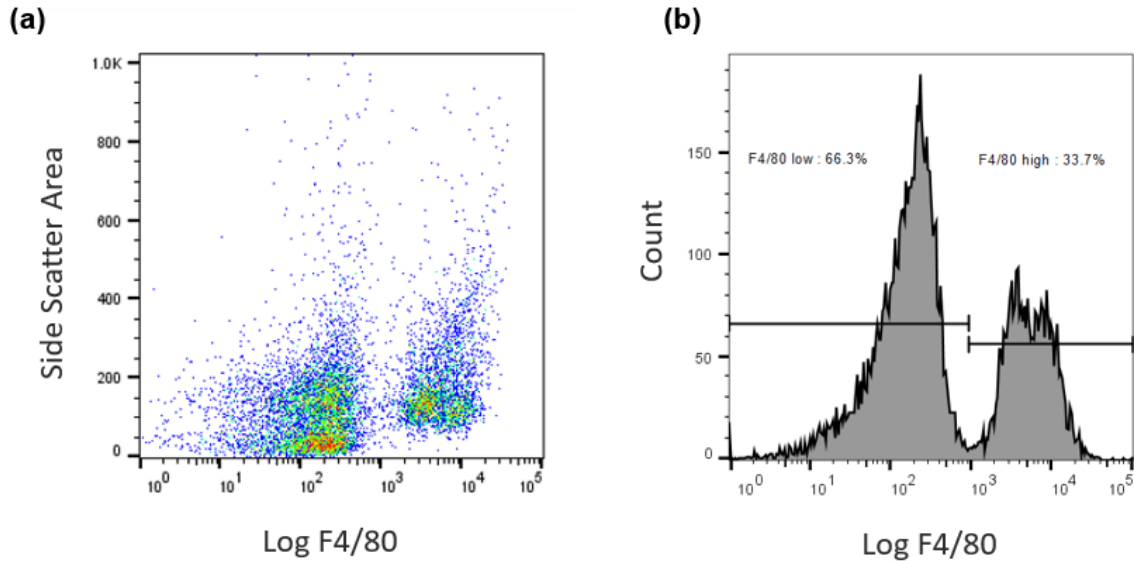 (a)
Side Scatter Area
1.0K
800
600
400
200
0
10^0 10^1 10^2 10^3 10^4 10^5
Log F4/80
(b)
Count
150
100
50
0
F4/80 low : 66.3%
F4/80 high : 33.7%
10^0 10^1 10^2 10^3 10^4 10^5
Log F4/80